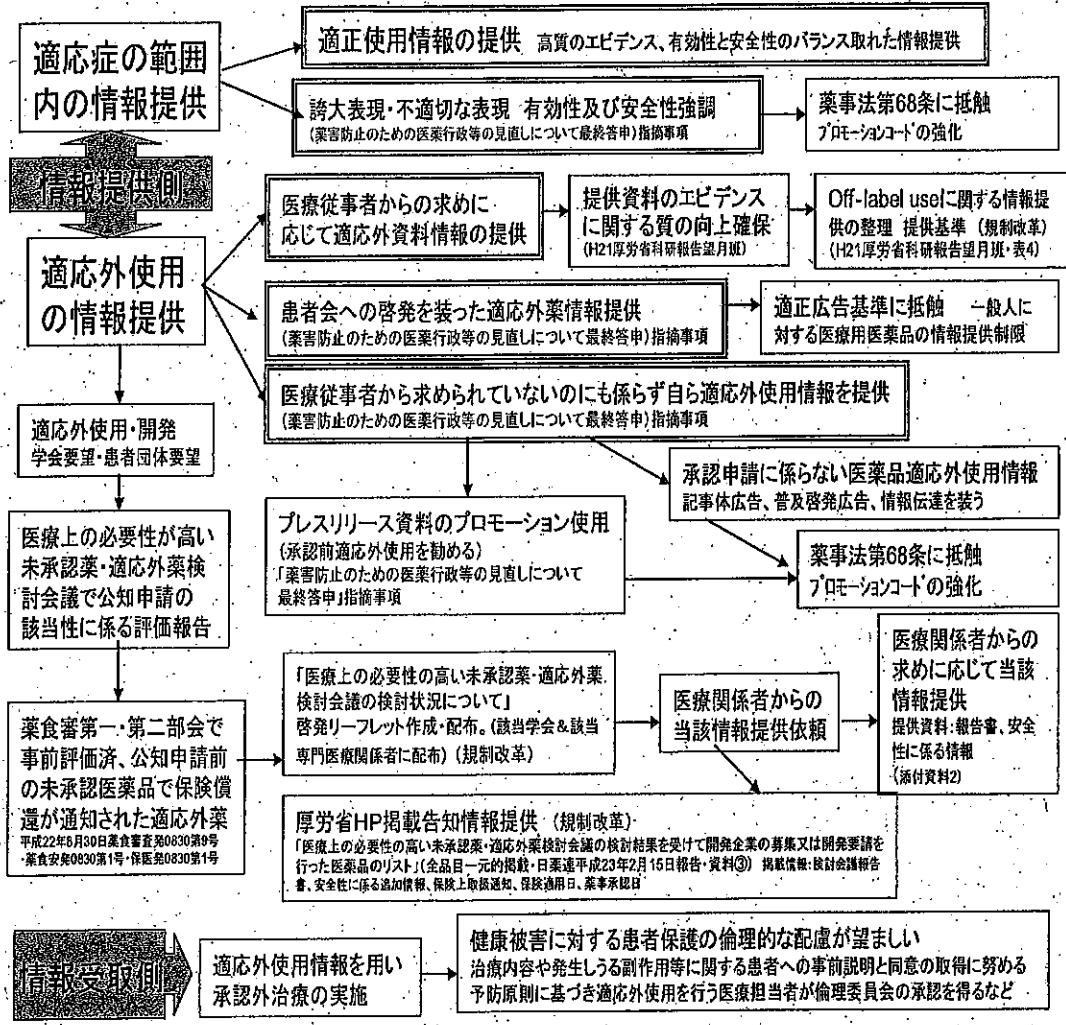 適応症の範囲
内の情報提供
適正使用情報の提供 高質のエビデンス、有効性と安全性のバランス取れた情報提供
誇大表現・不適切な表現 有効性及び安全性強調
(薬害防止のための医薬行政等の見直しについて最終答申)指摘事項
薬事法第68条に抵触
プロモーションコードの強化
情報提供側
適応外使用
の情報提供
医療従事者からの求めに
応じて適応外資料情報の提供
提供資料のエビデンス
に関する質の向上確保
(H21厚労省科研報告望月班)
Off-label useに関する情報提
供の整理 提供基準 (規制改革)
(H21厚労省科研報告望月班・表4)
患者会への啓発を装った適応外薬情報提供
(薬害防止のための医薬行政等の見直しについて最終答申)指摘事項
適正広告基準に抵触 一般人に
対する医療用医薬品の情報提供制限
医療従事者から求められていないのにも係らず自ら適応外使用情報を提供
(薬害防止のための医薬行政等の見直しについて最終答申)指摘事項
適応外使用・開発
学会要望・患者団体要望
承認申請に係らない医薬品適応外使用情報
記事体広告、普及啓発広告、情報伝達を装う
プレスリリース資料のプロモーション使用
(承認前適応外使用を勧める)
「薬害防止のための医薬行政等の見直しについて
最終答申」指摘事項
薬事法第68条に抵触
プロモーションコードの強化
医療上の必要性が高い
未承認薬・適応外薬検
討会議で公知申請の
該当性に係る評価報告
薬食審第一・第二部会で
事前評価済、公知申請前
の未承認医薬品で保険償
還が通知された適応外薬
平成22年8月30日薬食審査発0830第9号
・薬食安発0830第1号・保医発0830第1号
「医療上の必要性の高い未承認薬・適応外薬
検討会議の検討状況について」
啓発リーフレット作成・配布。(該当学会&該当
専門医療関係者に配布)(規制改革)
医療関係者からの
当該情報提供依頼
医療関係者からの
求めに応じて当該
情報提供
提供資料:報告書、安全
性に係る情報
(添付資料2)
厚労省HP掲載告知情報提供 (規制改革)
「医療上の必要性の高い未承認薬・適応外薬検討会議の検討結果を受けて開発企業の募集又は開発要請を
行った医薬品のリスト」(全品目一元的掲載・日薬連平成23年2月15日報告・資料③) 掲載情報:検討会議報告
書、安全性に係る追加情報、保険上取扱通知、保険適用日、薬事承認日
情報受取側
適応外使用情報を用い
承認外治療の実施
健康被害に対する患者保護の倫理的な配慮が望ましい
治療内容や発生しうる副作用等に関する患者への事前説明と同意の取得に努める
予防原則に基づき適応外使用を行う医療担当者が倫理委員会の承認を得るなど